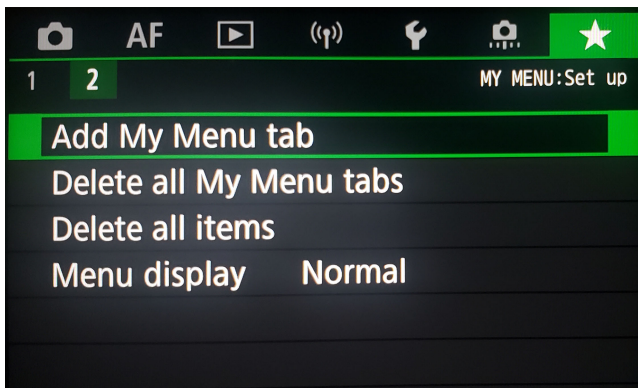 AF
1 2 MY MENU:Set up
Add My Menu tab
Delete all My Menu tabs
Delete all items
Menu display Normal